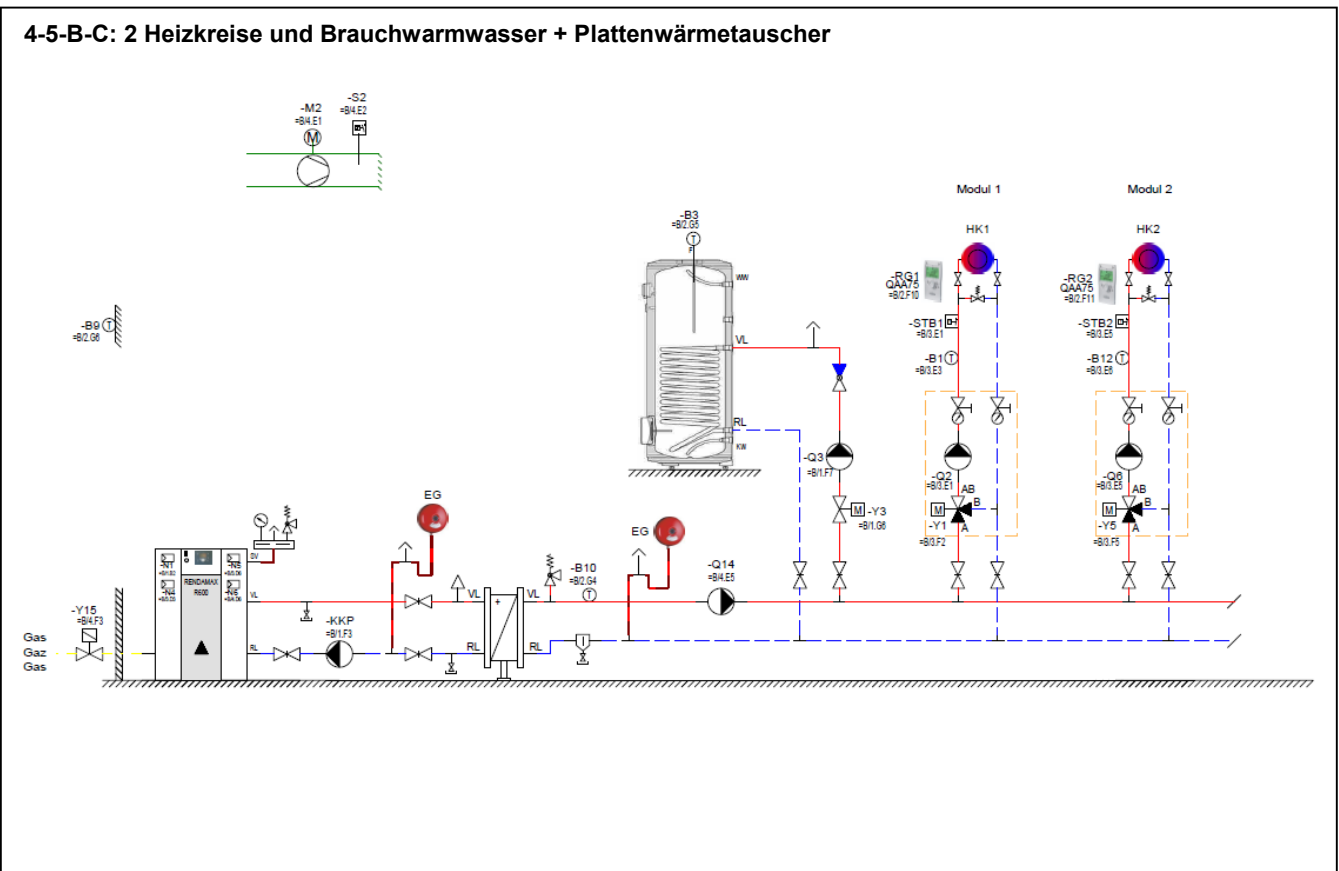 4-5-B-C: 2 Heizkreise und Brauchwarmwasser + Plattenwärmetauscher
-M2
=B/4.E1
M
-S2
=B/4.E2
-B9
T
=B/2.G6
-B3
=B/2.G5
T
F
WW
VL
RL
KW
Modul 1
HK1
-RG1
QAA75
=B/2.F10
-STB1
=B/3.E1
-B1
T
=B/3.E3
-Q2
=B/3.E1
AB
B
M
-Y1
A
=B/3.F2
Modul 2
HK2
-RG2
QAA75
=B/2.F11
-STB2
=B/3.E5
-B12
T
=B/3.E6
-Q6
=B/3.E5
AB
B
M
-Y5
A
=B/3.F5
-Q3
=B/1.F7
M
-Y3
=B/1.G6
EG
EG
-Q14
=B/4.E5
-B10
=B/2.G4
T
VL
VL
RL
RL
+
-KKP
=B/1.F3
SV
VL
RL
-N1
-N5
-N4
RENDAMAX
R600
-Y15
=B/4.F3
Gas
Gaz
Gas